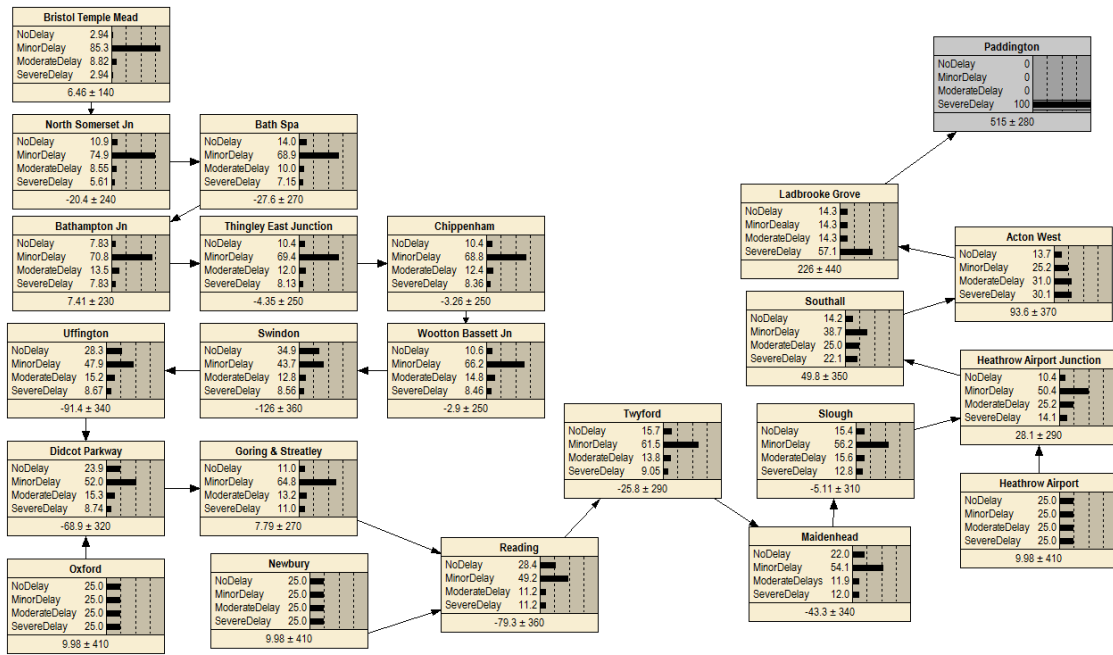 Bristol Temple Mead
NoDelay 2.94
MinorDelay 85.3
ModerateDelay 8.82
SevereDelay 2.94
6.46 ± 140
Paddington
NoDelay 0
MinorDelay 0
ModerateDelay 0
SevereDelay 100
515 ± 280
North Somerset Jn
NoDelay 10.9
MinorDelay 74.9
ModerateDelay 8.55
SevereDelay 5.61
-20.4 ± 240
Bath Spa
NoDelay 14.0
MinorDelay 68.9
ModerateDelay 10.0
SevereDelay 7.15
-27.6 ± 270
Ladbrooke Grove
NoDelay 14.3
MinorDealay 14.3
ModerateDelay 14.3
SevereDelay 57.1
226 ± 440
Bathampton Jn
NoDelay 7.83
MinorDelay 70.8
ModerateDelay 13.5
SevereDelay 7.83
7.41 ± 230
Thingley East Junction
NoDelay 10.4
MinorDelay 69.4
ModerateDelay 12.0
SevereDelay 8.13
-4.35 ± 250
Chippenham
NoDelay 10.4
MinorDelay 68.8
ModerateDelay 12.4
SevereDelay 8.36
-3.26 ± 250
Acton West
NoDelay 13.7
MinorDelay 25.2
ModerateDelay 31.0
SevereDelay 30.1
93.6 ± 370
Southall
NoDelay 14.2
MinorDelay 38.7
ModerateDelay 25.0
SevereDelay 22.1
49.8 ± 350
Uffington
NoDelay 28.3
MinorDelay 47.9
ModerateDelay 15.2
SevereDelay 8.67
-91.4 ± 340
Swindon
NoDelay 34.9
MinorDelay 43.7
ModerateDelay 12.8
SevereDelay 8.56
-126 ± 360
Wootton Bassett Jn
NoDelay 10.6
MinorDelay 66.2
ModerateDelay 14.8
SevereDelay 8.46
-2.9 ± 250
Heathrow Airport Junction
NoDelay 10.4
MinorDelay 50.4
ModerateDelay 25.2
SevereDelay 14.1
28.1 ± 290
Twyford
NoDelay 15.7
MinorDelay 61.5
ModerateDelay 13.8
SevereDelay 9.05
-25.8 ± 290
Slough
NoDelay 15.4
MinorDelay 56.2
ModerateDelay 15.6
SevereDelay 12.8
-5.11 ± 310
Didcot Parkway
NoDelay 23.9
MinorDelay 52.0
ModerateDelay 15.3
SevereDelay 8.74
-68.9 ± 320
Goring & Streatley
NoDelay 11.0
MinorDelay 64.8
ModerateDelay 13.2
SevereDelay 11.0
7.79 ± 270
Heathrow Airport
NoDelay 25.0
MinorDelay 25.0
ModerateDelay 25.0
SevereDelay 25.0
9.98 ± 410
Maidenhead
NoDelay 22.0
MinorDelay 54.1
ModerateDelays 11.9
SevereDelay 12.0
-43.3 ± 340
Reading
NoDelay 28.4
MinorDelay 49.2
ModerateDelay 11.2
SevereDelay 11.2
-79.3 ± 360
Newbury
NoDelay 25.0
MinorDelay 25.0
ModerateDelay 25.0
SevereDelay 25.0
9.98 ± 410
Oxford
NoDelay 25.0
MinorDelay 25.0
ModerateDelay 25.0
SevereDelay 25.0
9.98 ± 410